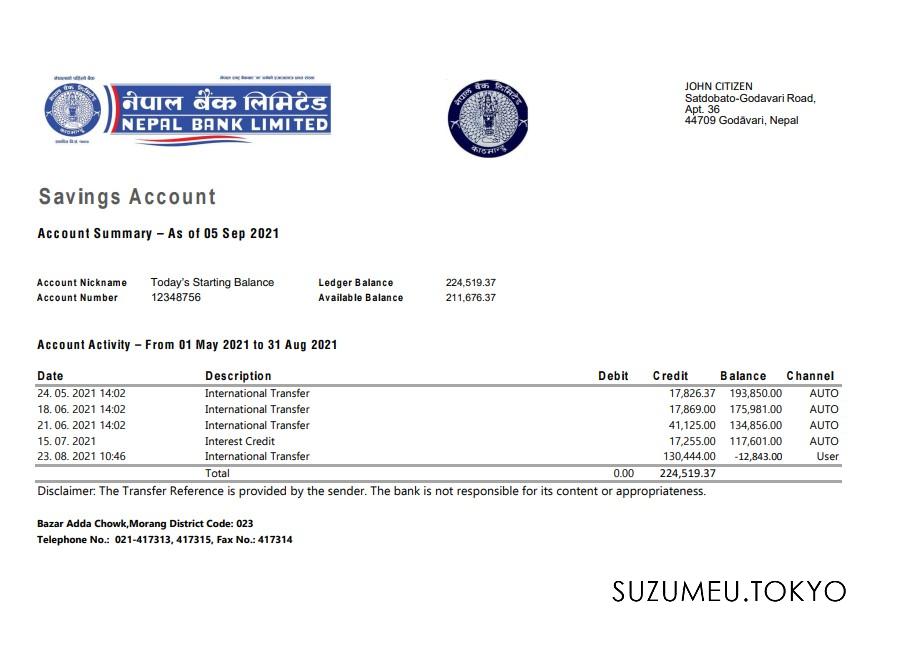 नेपालको पहिलो बैंक
नेपाल बैंक लिमिटेड
NEPAL BANK LIMITED
नेपाल बैंक लिमिटेड
काठमाण्डू
JOHN CITIZEN
Satdobato-Godavari Road,
Apt. 36
44709 Godāvari, Nepal
Savings Account
Account Summary – As of 05 Sep 2021
Account Nickname Today's Starting Balance Ledger Balance 224,519.37
Account Number 12348756 Available Balance 211,676.37
Account Activity – From 01 May 2021 to 31 Aug 2021
Date Description Debit Credit Balance Channel
24. 05. 2021 14:02 International Transfer 17,826.37 193,850.00 AUTO
18. 06. 2021 14:02 International Transfer 17,869.00 175,981.00 AUTO
21. 06. 2021 14:02 International Transfer 41,125.00 134,856.00 AUTO
15. 07. 2021 Interest Credit 17,255.00 117,601.00 AUTO
23. 08. 2021 10:46 International Transfer 130,444.00 -12,843.00 User
Total 0.00 224,519.37
Disclaimer: The Transfer Reference is provided by the sender. The bank is not responsible for its content or appropriateness.
Bazar Adda Chowk,Morang District Code: 023
Telephone No.: 021-417313, 417315, Fax No.: 417314
SUZUMEU.TOKYO